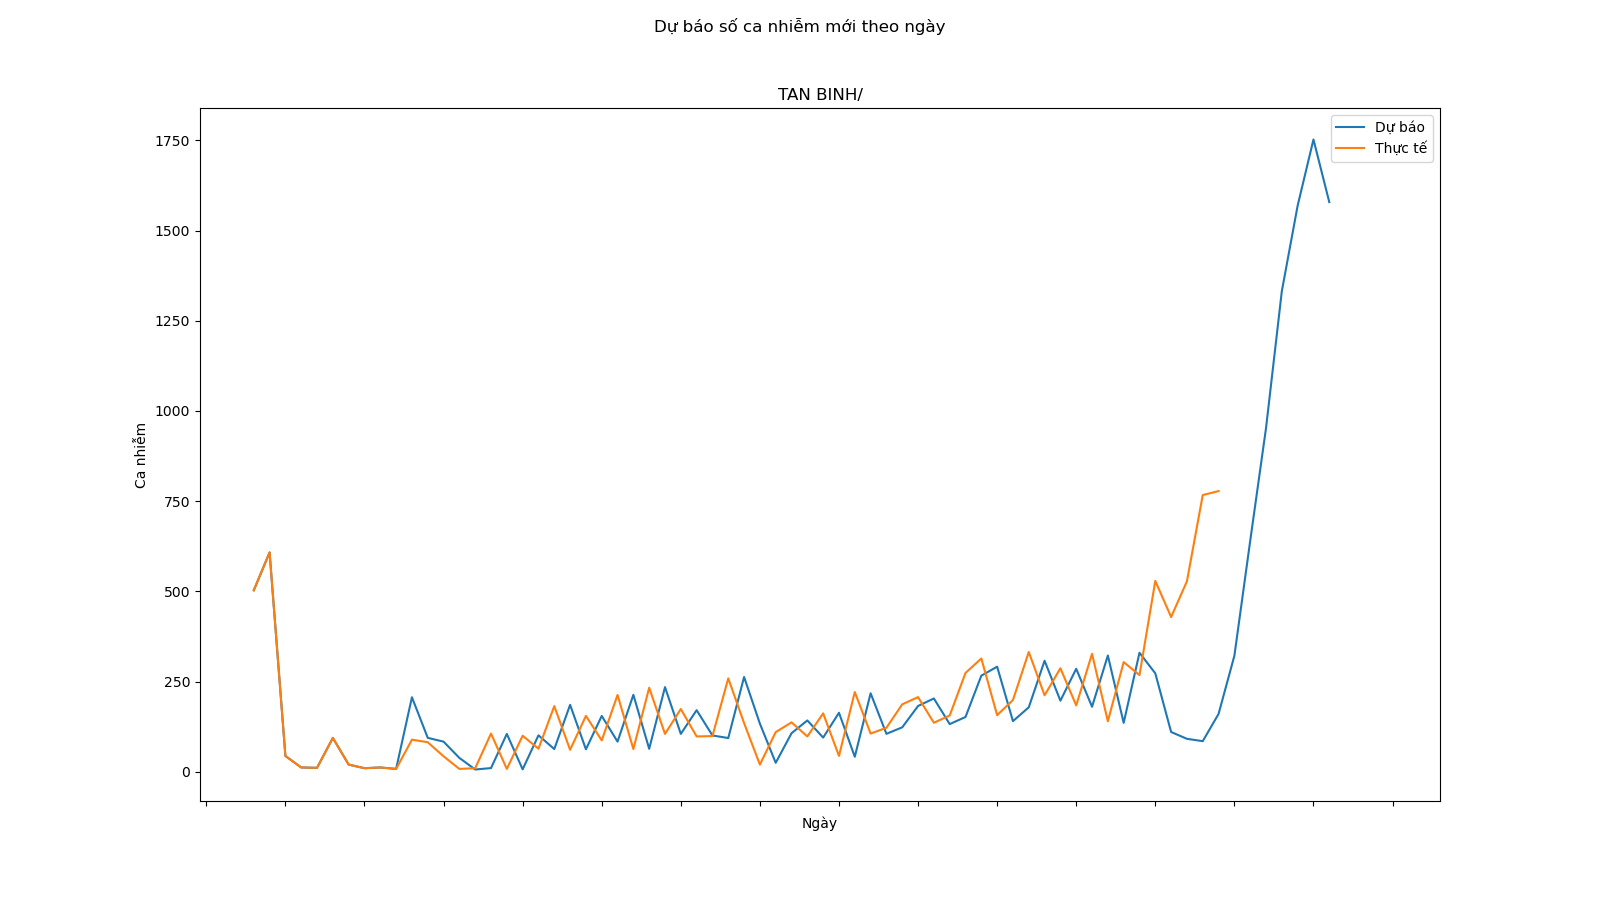 Dự báo số ca nhiễm mới theo ngày
TAN BINH/
Dự báo
Thực tế
1750
1500
1250
1000
750
500
250
0
Ca nhiễm
Ngày